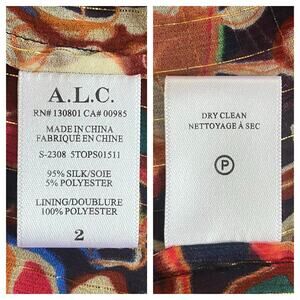 A.L.C.
RN# 130801 CA# 00985
MADE IN CHINA
FABRIQUÉ EN CHINE
S-2308 5TOPS01511
95% SILK/SOIE
5% POLYESTER
LINING/DOUBLURE
100% POLYESTER
2
DRY CLEAN
NETTOYAGE À SEC
P